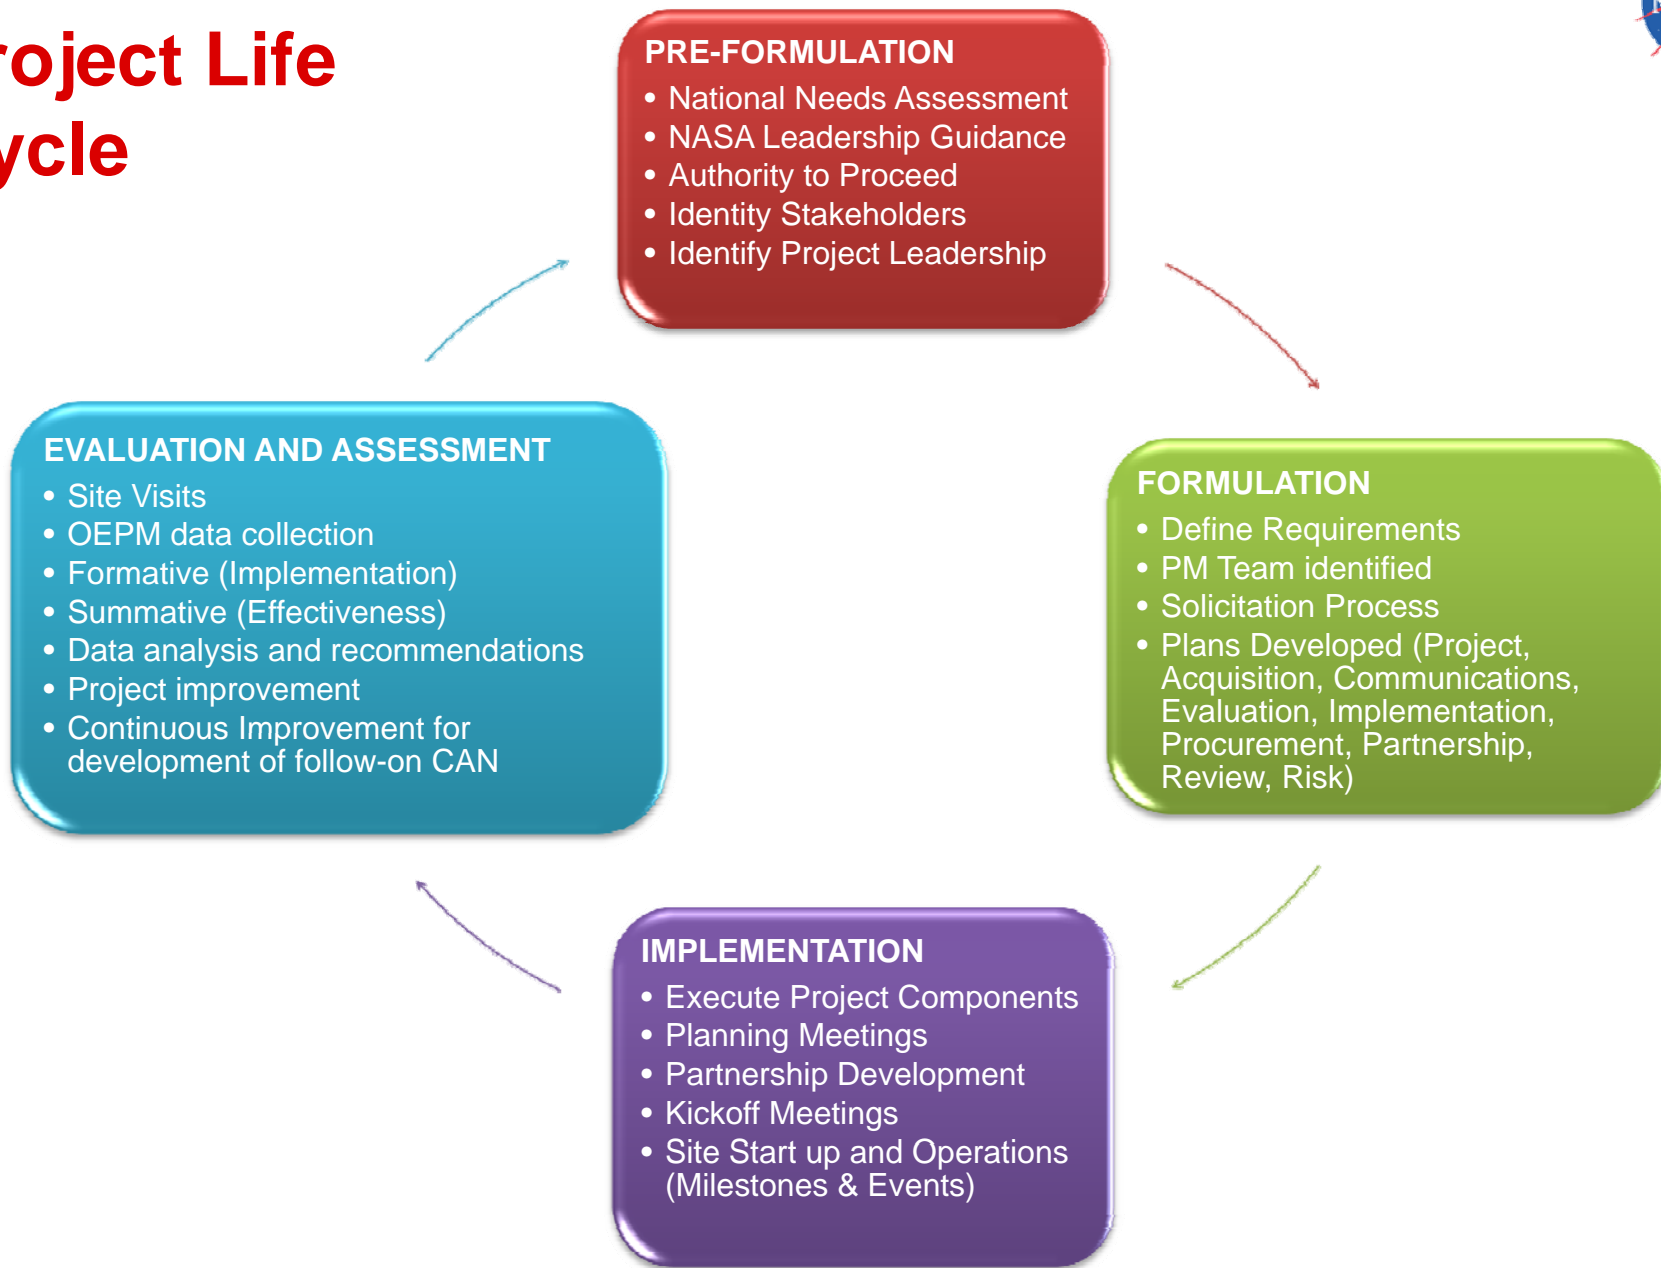 roject Life
ycle
PRE-FORMULATION
• National Needs Assessment
• NASA Leadership Guidance
• Authority to Proceed
• Identity Stakeholders
• Identify Project Leadership
EVALUATION AND ASSESSMENT
• Site Visits
• OEPM data collection
• Formative (Implementation)
• Summative (Effectiveness)
• Data analysis and recommendations
• Project improvement
• Continuous Improvement for
development of follow-on CAN
FORMULATION
• Define Requirements
• PM Team identified
• Solicitation Process
• Plans Developed (Project,
Acquisition, Communications,
Evaluation, Implementation,
Procurement, Partnership,
Review, Risk)
IMPLEMENTATION
• Execute Project Components
• Planning Meetings
• Partnership Development
• Kickoff Meetings
• Site Start up and Operations
(Milestones & Events)